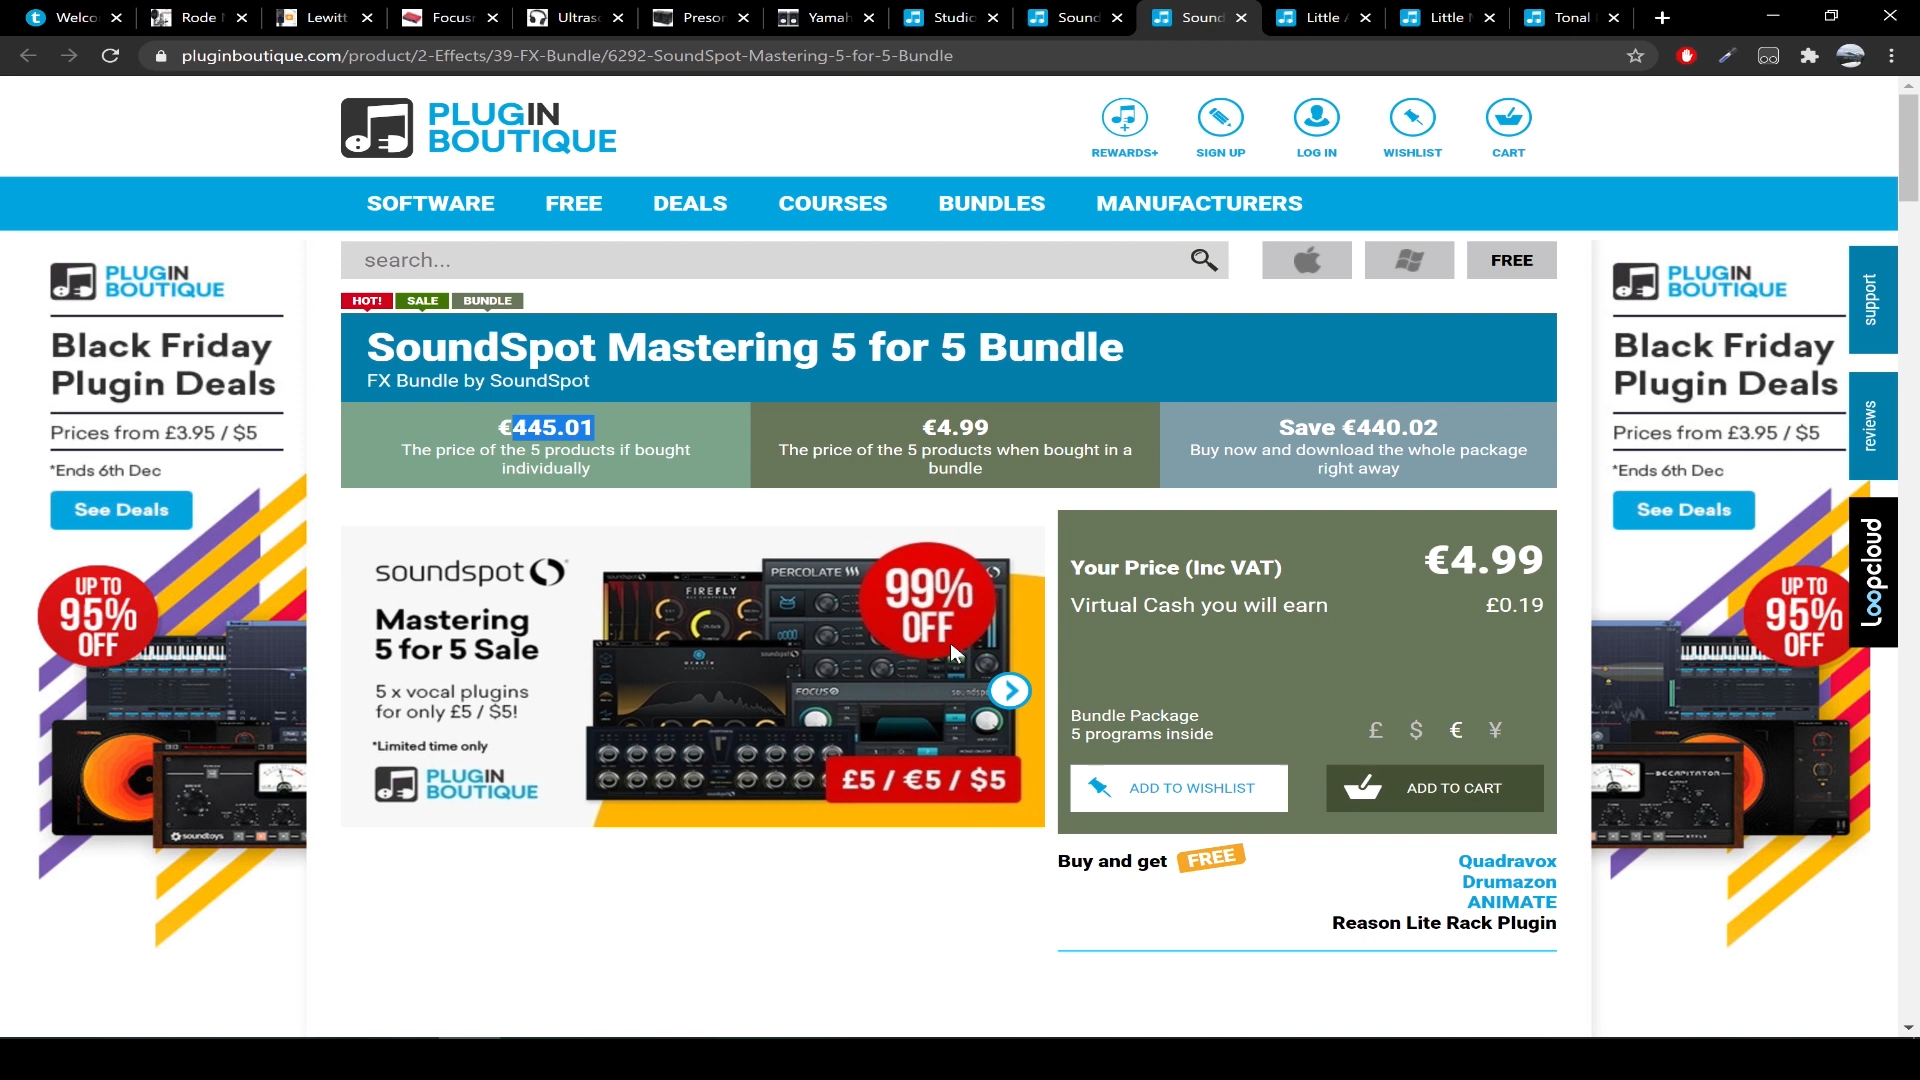 Welco
Rode
Lewitt
Focus
Ultras
Preso
Yamah
Studio
Sound
Sound
Little
Little
Tonal
pluginboutique.com/product/2-Effects/39-FX-Bundle/6292-SoundSpot-Mastering-5-for-5-Bundle
PLUGIN
BOUTIQUE
REWARDS+ SIGN UP LOG IN WISHLIST CART
SOFTWARE FREE DEALS COURSES BUNDLES MANUFACTURERS
search...
FREE
HOT! SALE BUNDLE
SoundSpot Mastering 5 for 5 Bundle
FX Bundle by SoundSpot
€445.01
The price of the 5 products if bought
individually
€4.99
The price of the 5 products when bought in a
bundle
Save €440.02
Buy now and download the whole package
right away
PLUGIN
BOUTIQUE
Black Friday
Plugin Deals
Prices from £3.95 / $5
*Ends 6th Dec
See Deals
UP TO
95%
OFF
soundtoys
soundspot
Mastering
5 for 5 Sale
5 x vocal plugins
for only £5 / $5!
*Limited time only
PLUGIN
BOUTIQUE
FIREFLY
PERCOLATE
oracle
soundspot
FOCUS
99%
OFF
£5 / €5 / $5
Your Price (Inc VAT) €4.99
Virtual Cash you will earn £0.19
Bundle Package
5 programs inside
£ $ € ¥
ADD TO WISHLIST
ADD TO CART
Buy and get FREE
Quadravox
Drumazon
ANIMATE
Reason Lite Rack Plugin
PLUGIN
BOUTIQUE
Black Friday
Plugin Deals
Prices from £3.95 / $5
*Ends 6th Dec
See Deals
UP TO
95%
OFF
DECAPITATOR
support
reviews
Loopcloud